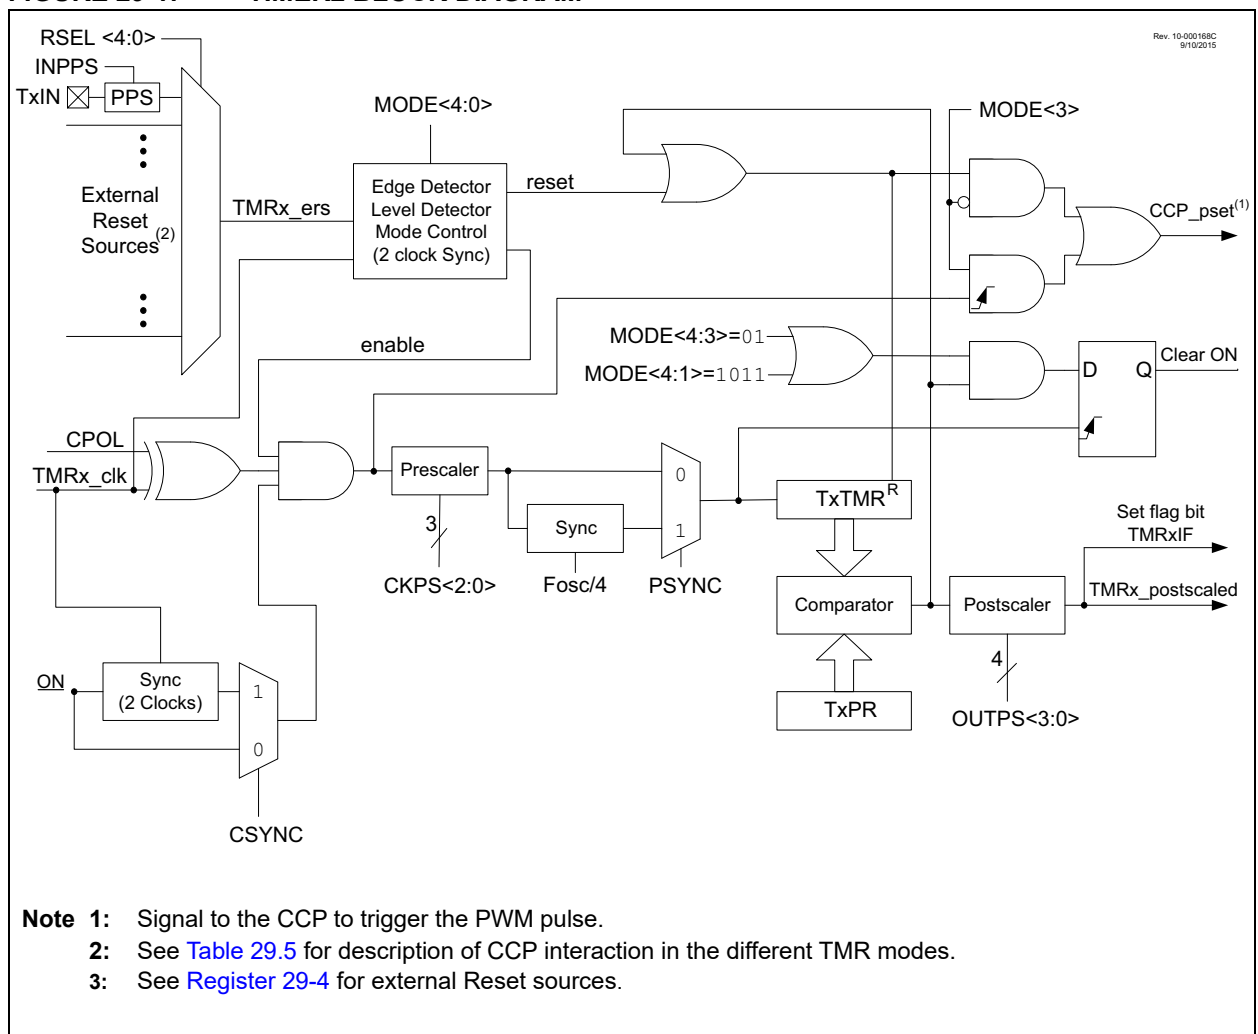 Rev. 10-000168C
9/10/2015
RSEL <4:0>
INPPS
TxIN
PPS
MODE<4:0>
MODE<3>
External
Reset
Sources(2)
TMRx_ers
Edge Detector
Level Detector
Mode Control
(2 clock Sync)
reset
CCP_pset(1)
enable
MODE<4:3>=01
MODE<4:1>=1011
D
Q
Clear ON
CPOL
TMRx_clk
Prescaler
3
CKPS<2:0>
Sync
Fosc/4
0
1
PSYNC
TxTMR
R
Set flag bit
TMRxIF
Comparator
Postscaler
TMRx_postscaled
4
OUTPS<3:0>
TxPR
ON
Sync
(2 Clocks)
1
0
CSYNC
Note 1: Signal to the CCP to trigger the PWM pulse.
2: See Table 29.5 for description of CCP interaction in the different TMR modes.
3: See Register 29-4 for external Reset sources.